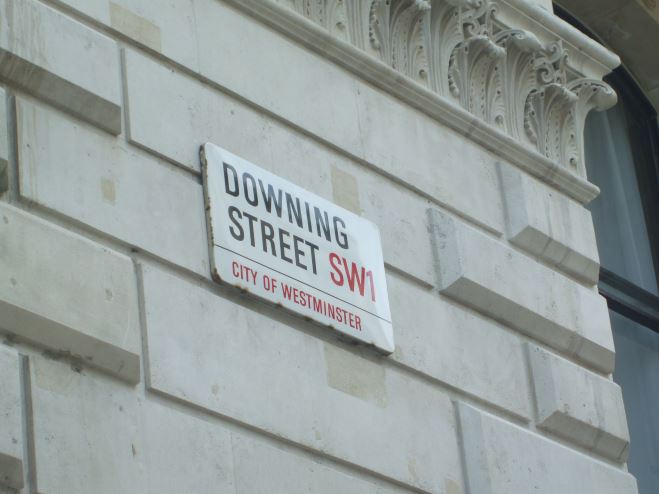 DOWNING
STREET SW1
CITY OF WESTMINSTER